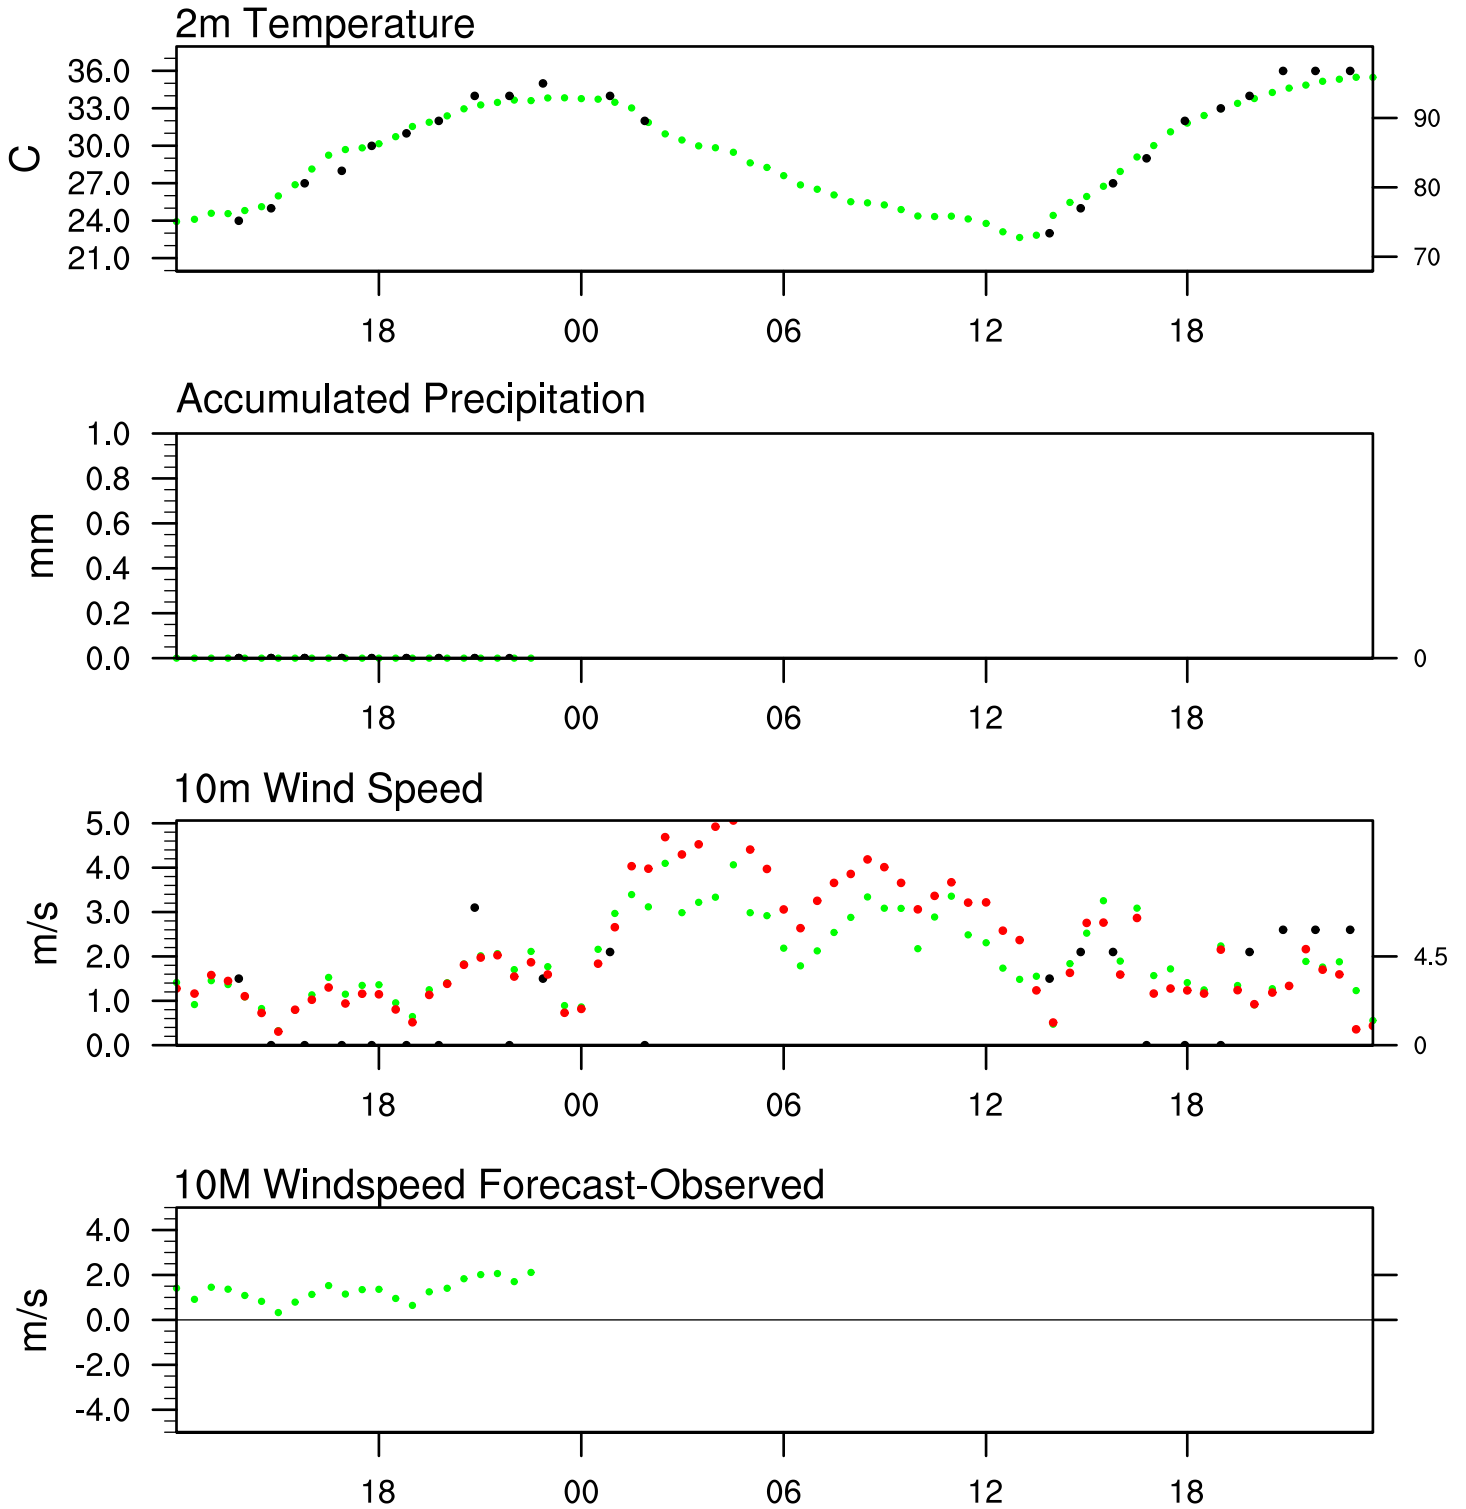 2m Temperature
36.0
33.0
30.0
27.0
24.0
21.0
C
90
80
70
18 00 06 12 18
Accumulated Precipitation
1.0
0.8
0.6
0.4
0.2
0.0
mm
0
18 00 06 12 18
10m Wind Speed
5.0
4.0
3.0
2.0
1.0
0.0
m/s
4.5
0
18 00 06 12 18
10M Windspeed Forecast-Observed
4.0
2.0
0.0
-2.0
-4.0
m/s
18 00 06 12 18